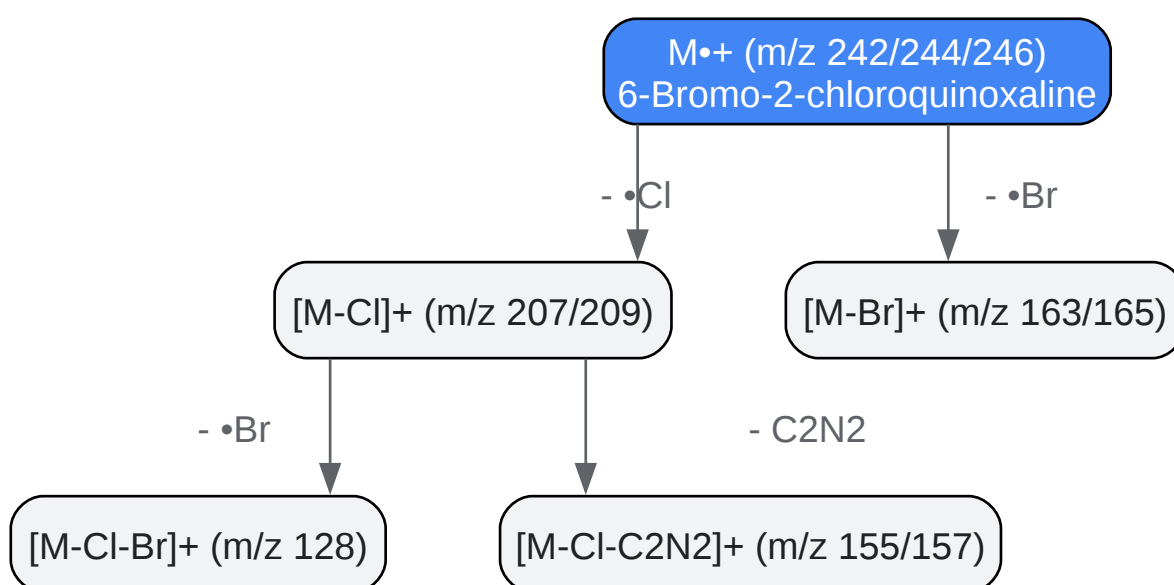 M•+ (m/z 242/244/246)
6-Bromo-2-chloroquinoxaline
- •Cl
- •Br
[M-Cl]+ (m/z 207/209)
[M-Br]+ (m/z 163/165)
- •Br
- C2N2
[M-Cl-Br]+ (m/z 128)
[M-Cl-C2N2]+ (m/z 155/157)